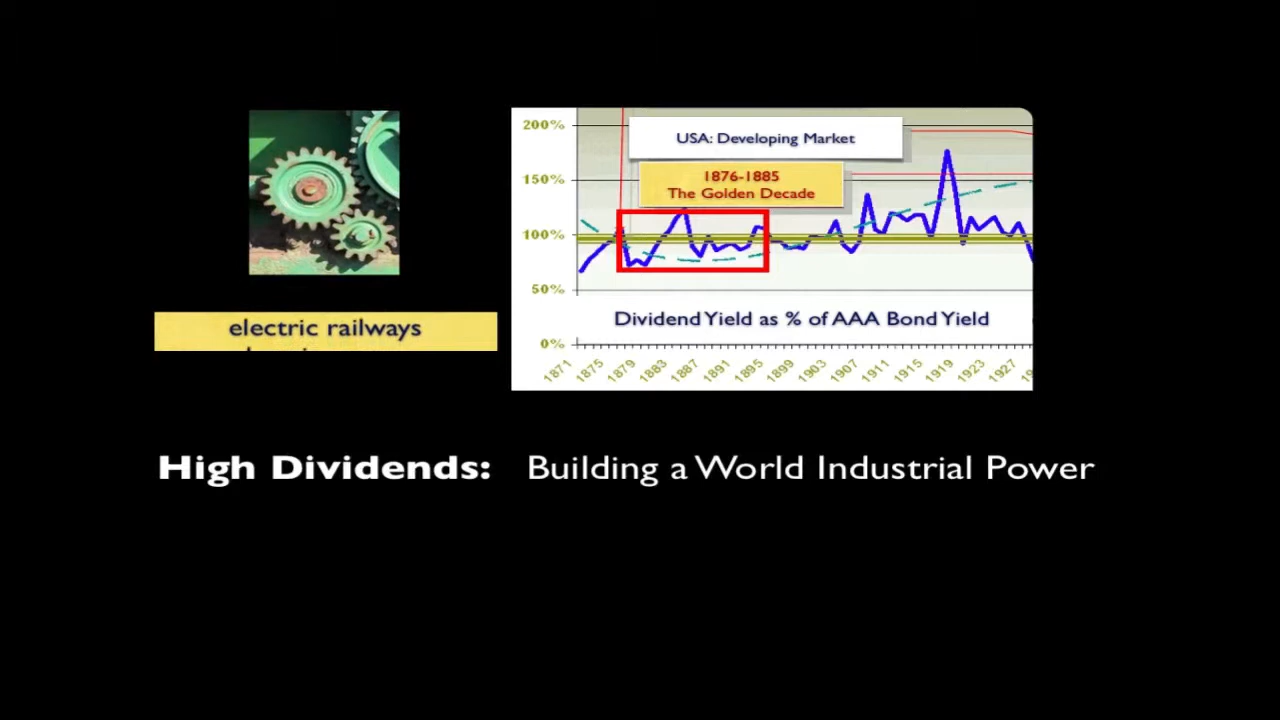 200%
USA: Developing Market
150%
1876-1885
The Golden Decade
100%
50%
electric railways
Dividend Yield as % of AAA Bond Yield
0%
1871 1875 1879 1883 1887 1891 1895 1899 1903 1907 1911 1915 1919 1923 1927
High Dividends: Building a World Industrial Power